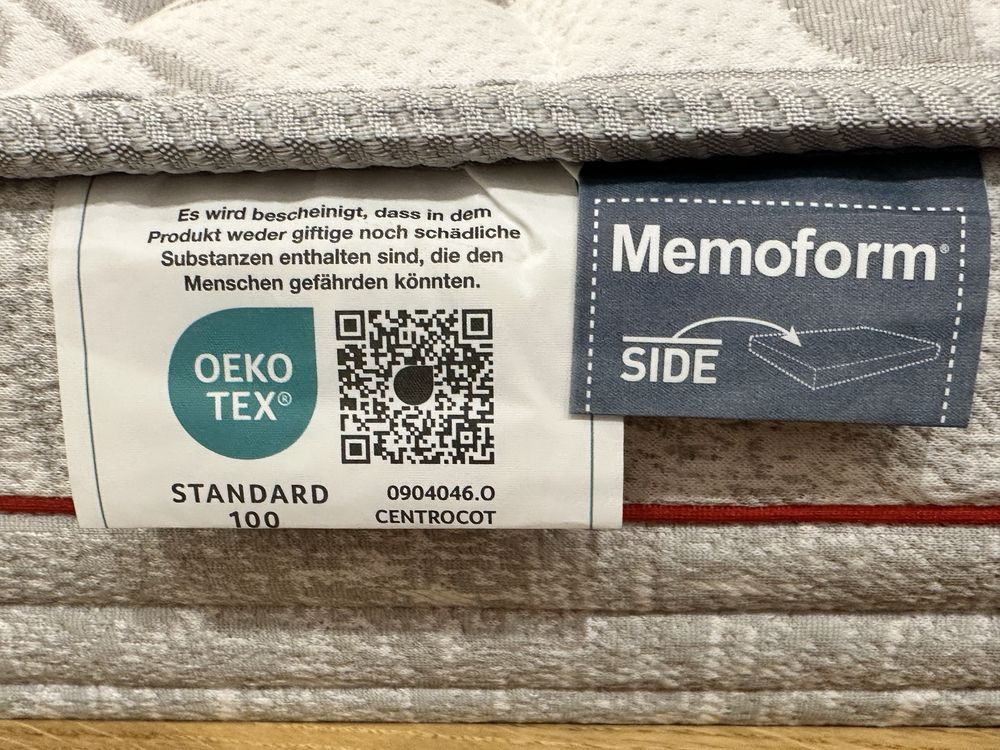 Es wird bescheinigt, dass in dem
Produkt weder giftige noch schädliche
Substanzen enthalten sind, die den
Menschen gefährden könnten.
OEKO
TEX®
STANDARD
100
0904046.O
CENTROCOT
Memoform®
SIDE